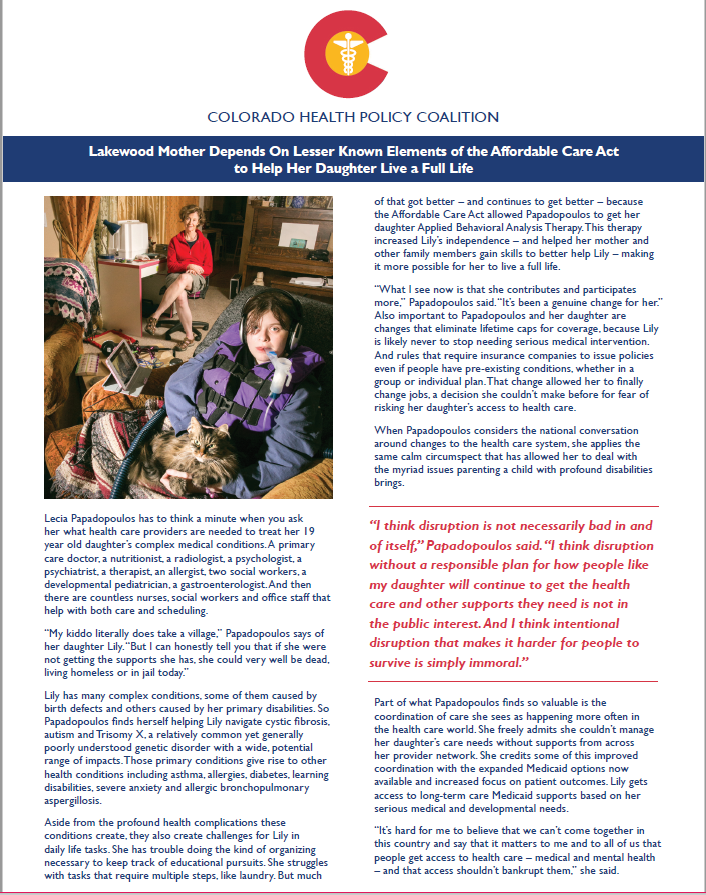 COLORADO HEALTH POLICY COALITION
Lakewood Mother Depends On Lesser Known Elements of the Affordable Care Act
to Help Her Daughter Live a Full Life
Lecia Papadopoulos has to think a minute when you ask
her what health care providers are needed to treat her 19
year old daughter's complex medical conditions. A primary
care doctor, a nutritionist, a radiologist, a psychologist, a
psychiatrist, a therapist, an allergist, two social workers, a
developmental pediatrician, a gastroenterologist. And then
there are countless nurses, social workers and office staff that
help with both care and scheduling.
"My kiddo literally does take a village," Papadopoulos says of
her daughter Lily. "But I can honestly tell you that if she were
not getting the supports she has, she could very well be dead,
living homeless or in jail today."
Lily has many complex conditions, some of them caused by
birth defects and others caused by her primary disabilities. So
Papadopoulos finds herself helping Lily navigate cystic fibrosis,
autism and Trisomy X, a relatively common yet generally
poorly understood genetic disorder with a wide, potential
range of impacts. Those primary conditions give rise to other
health conditions including asthma, allergies, diabetes, learning
disabilities, severe anxiety and allergic bronchopulmonary
aspergillosis.
Aside from the profound health complications these
conditions create, they also create challenges for Lily in
daily life tasks. She has trouble doing the kind of organizing
necessary to keep track of educational pursuits. She struggles
with tasks that require multiple steps, like laundry. But much
of that got better – and continues to get better – because
the Affordable Care Act allowed Papadopoulos to get her
daughter Applied Behavioral Analysis Therapy. This therapy
increased Lily's independence – and helped her mother and
other family members gain skills to better help Lily – making
it more possible for her to live a full life.
"What I see now is that she contributes and participates
more," Papadopoulos said. "It's been a genuine change for her."
Also important to Papadopoulos and her daughter are
changes that eliminate lifetime caps for coverage, because Lily
is likely never to stop needing serious medical intervention.
And rules that require insurance companies to issue policies
even if people have pre-existing conditions, whether in a
group or individual plan. That change allowed her to finally
change jobs, a decision she couldn't make before for fear of
risking her daughter's access to health care.
When Papadopoulos considers the national conversation
around changes to the health care system, she applies the
same calm circumspect that has allowed her to deal with
the myriad issues parenting a child with profound disabilities
brings.
"I think disruption is not necessarily bad in and
of itself," Papadopoulos said. "I think disruption
without a responsible plan for how people like
my daughter will continue to get the health
care and other supports they need is not in
the public interest. And I think intentional
disruption that makes it harder for people to
survive is simply immoral."
Part of what Papadopoulos finds so valuable is the
coordination of care she sees as happening more often in
the health care world. She freely admits she couldn't manage
her daughter's care needs without supports from across
her provider network. She credits some of this improved
coordination with the expanded Medicaid options now
available and increased focus on patient outcomes. Lily gets
access to long-term care Medicaid supports based on her
serious medical and developmental needs.
"It's hard for me to believe that we can't come together in
this country and say that it matters to me and to all of us that
people get access to health care – medical and mental health
– and that access shouldn't bankrupt them," she said.